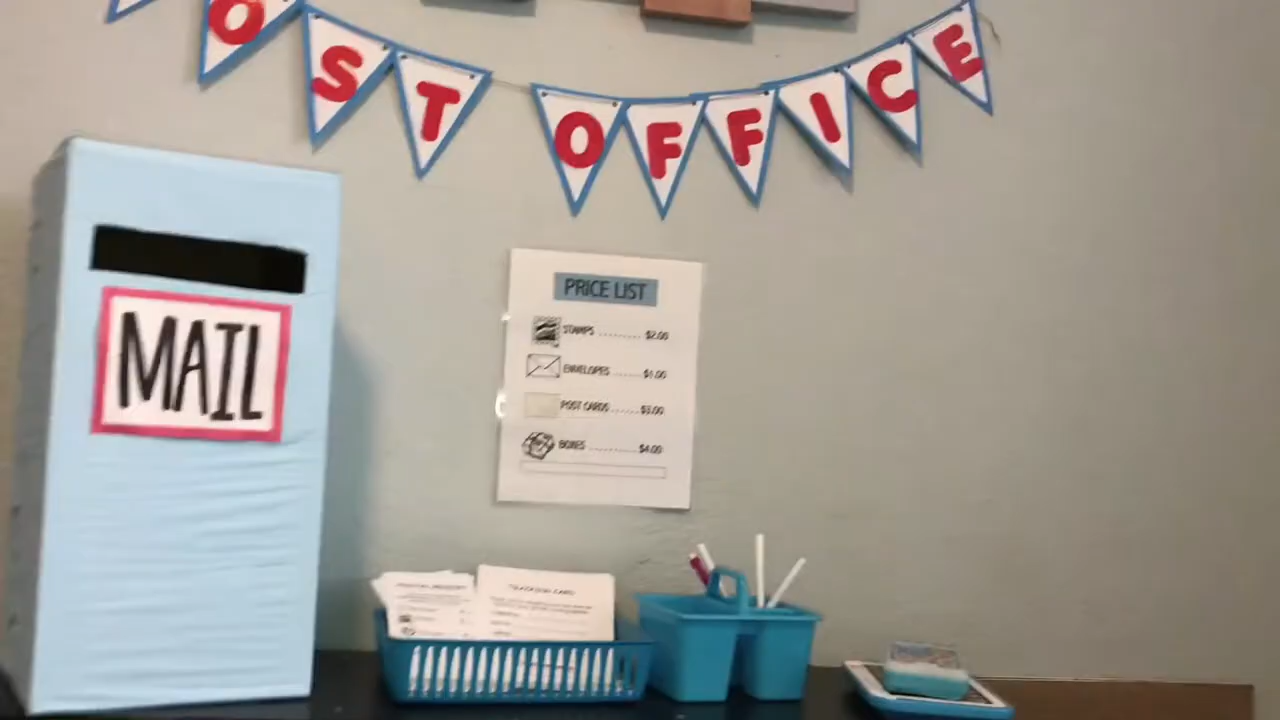 OST OFFICE
MAIL
PRICE LIST
STAMPS ......... $2.00
ENVELOPES ...... $1.00
POST CARDS ...... $3.00
BOXES ............ $4.00